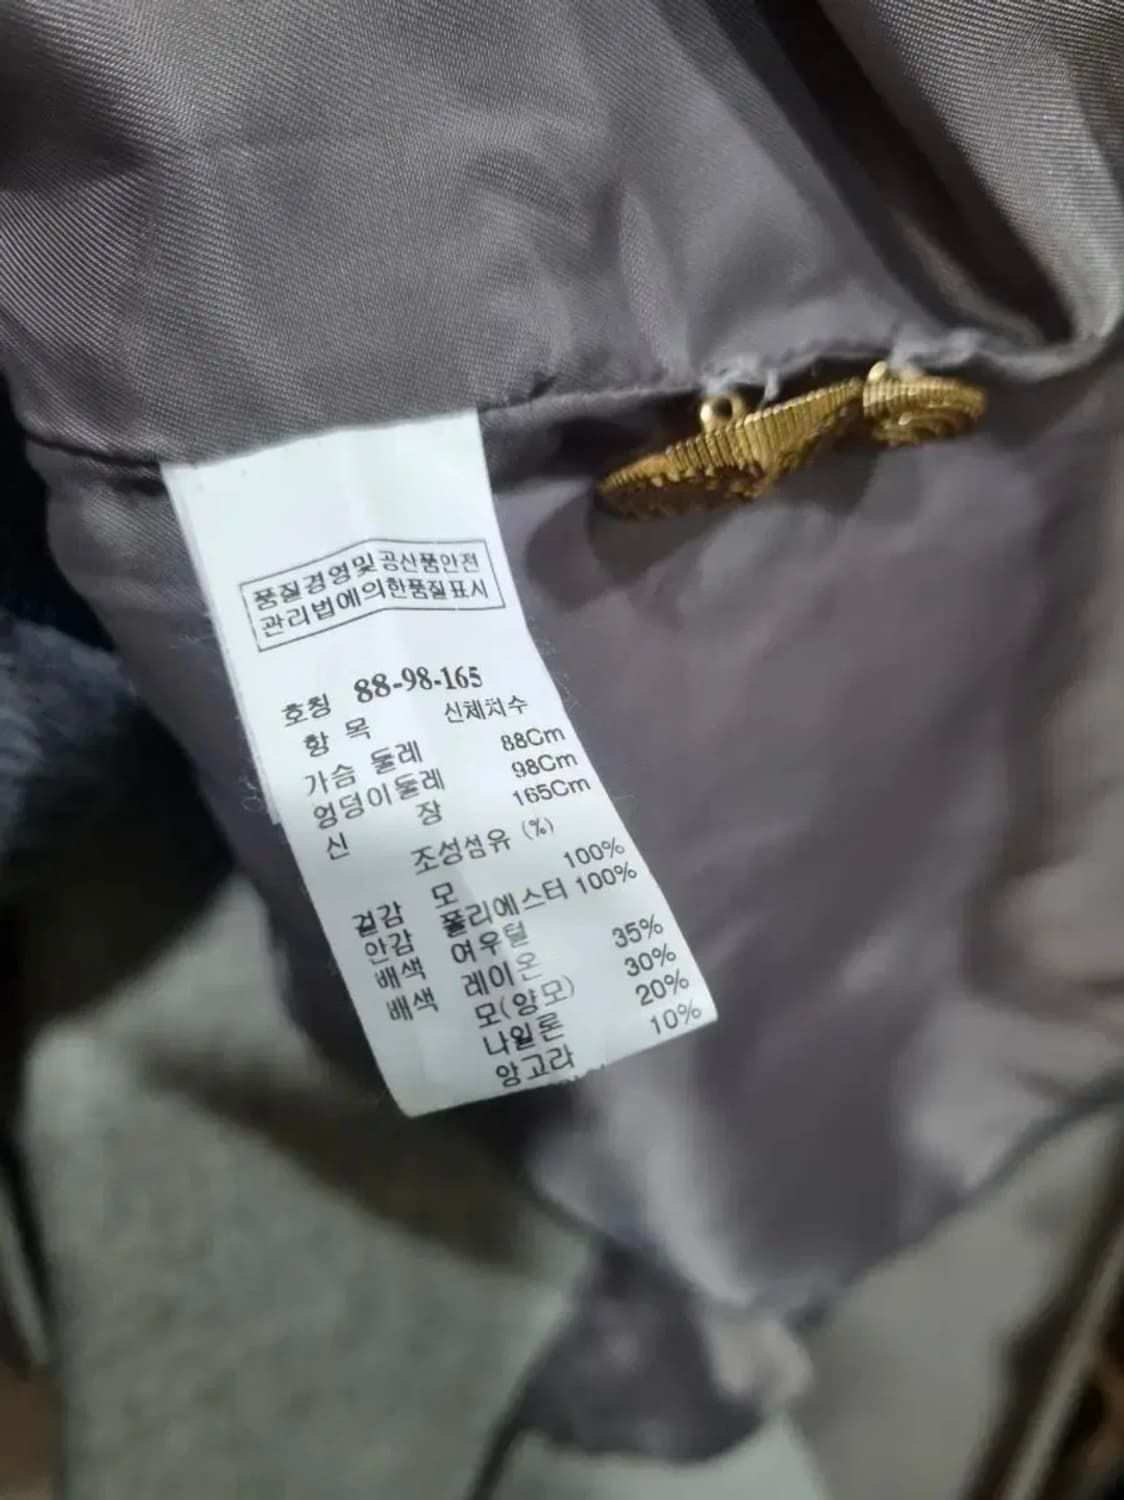 품질경영및공산품안전
관리법에의한품질표시
호칭 88-98-165
항 목 신체치수
가슴 둘레 88Cm
엉덩이둘레 98Cm
신 장 165Cm
조성섬유 (%)
겉감 모 100%
안감 폴리에스터 100%
배색 여우털
배색 레이온 35%
모(양모) 30%
나일론 20%
앙고라 10%